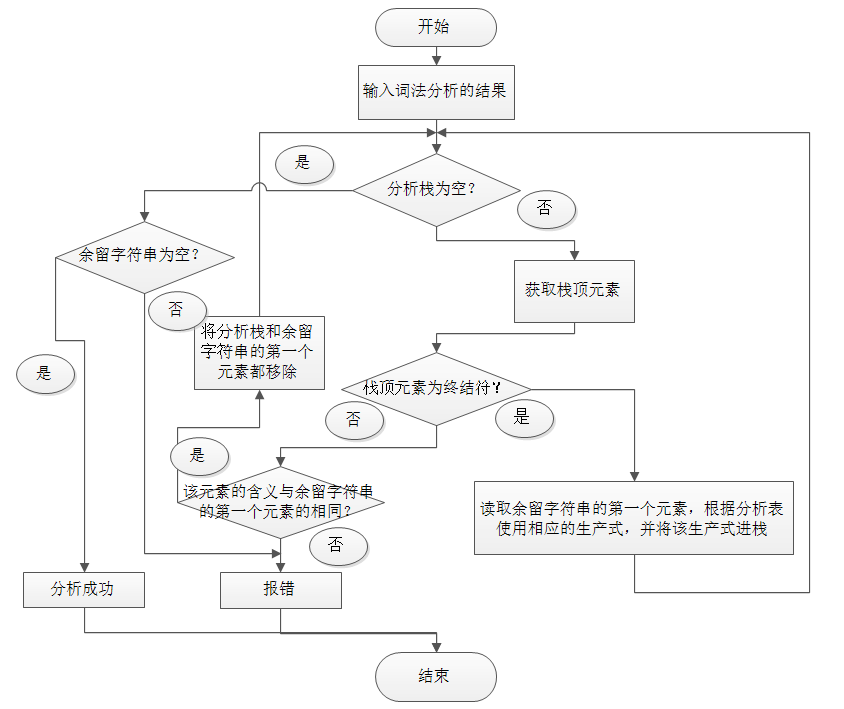 开始
输入词法分析的结果
是
分析栈为空？
否
余留字符串为空？
获取栈顶元素
否
将分析栈和余留
字符串的第一个
元素都移除
是
栈顶元素为终结符？
否
是
是
该元素的含义与余留字符串
的第一个元素的相同？
读取余留字符串的第一个元素，根据分析表
使用相应的生产式，并将该生产式进栈
否
分析成功
报错
结束